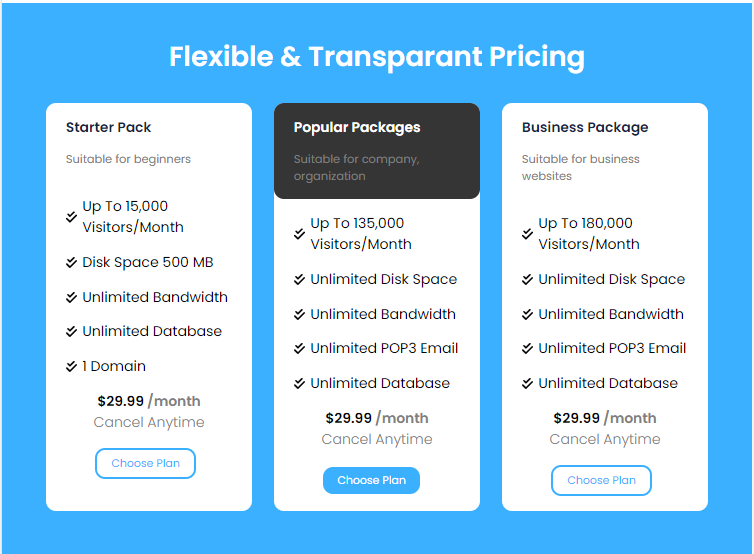 Flexible & Transparant Pricing
Starter Pack
Suitable for beginners
Up To 15,000
Visitors/Month
Disk Space 500 MB
Unlimited Bandwidth
Unlimited Database
1 Domain
$29.99 /month
Cancel Anytime
Choose Plan
Popular Packages
Suitable for company,
organization
Up To 135,000
Visitors/Month
Unlimited Disk Space
Unlimited Bandwidth
Unlimited POP3 Email
Unlimited Database
$29.99 /month
Cancel Anytime
Choose Plan
Business Package
Suitable for business
websites
Up To 180,000
Visitors/Month
Unlimited Disk Space
Unlimited Bandwidth
Unlimited POP3 Email
Unlimited Database
$29.99 /month
Cancel Anytime
Choose Plan